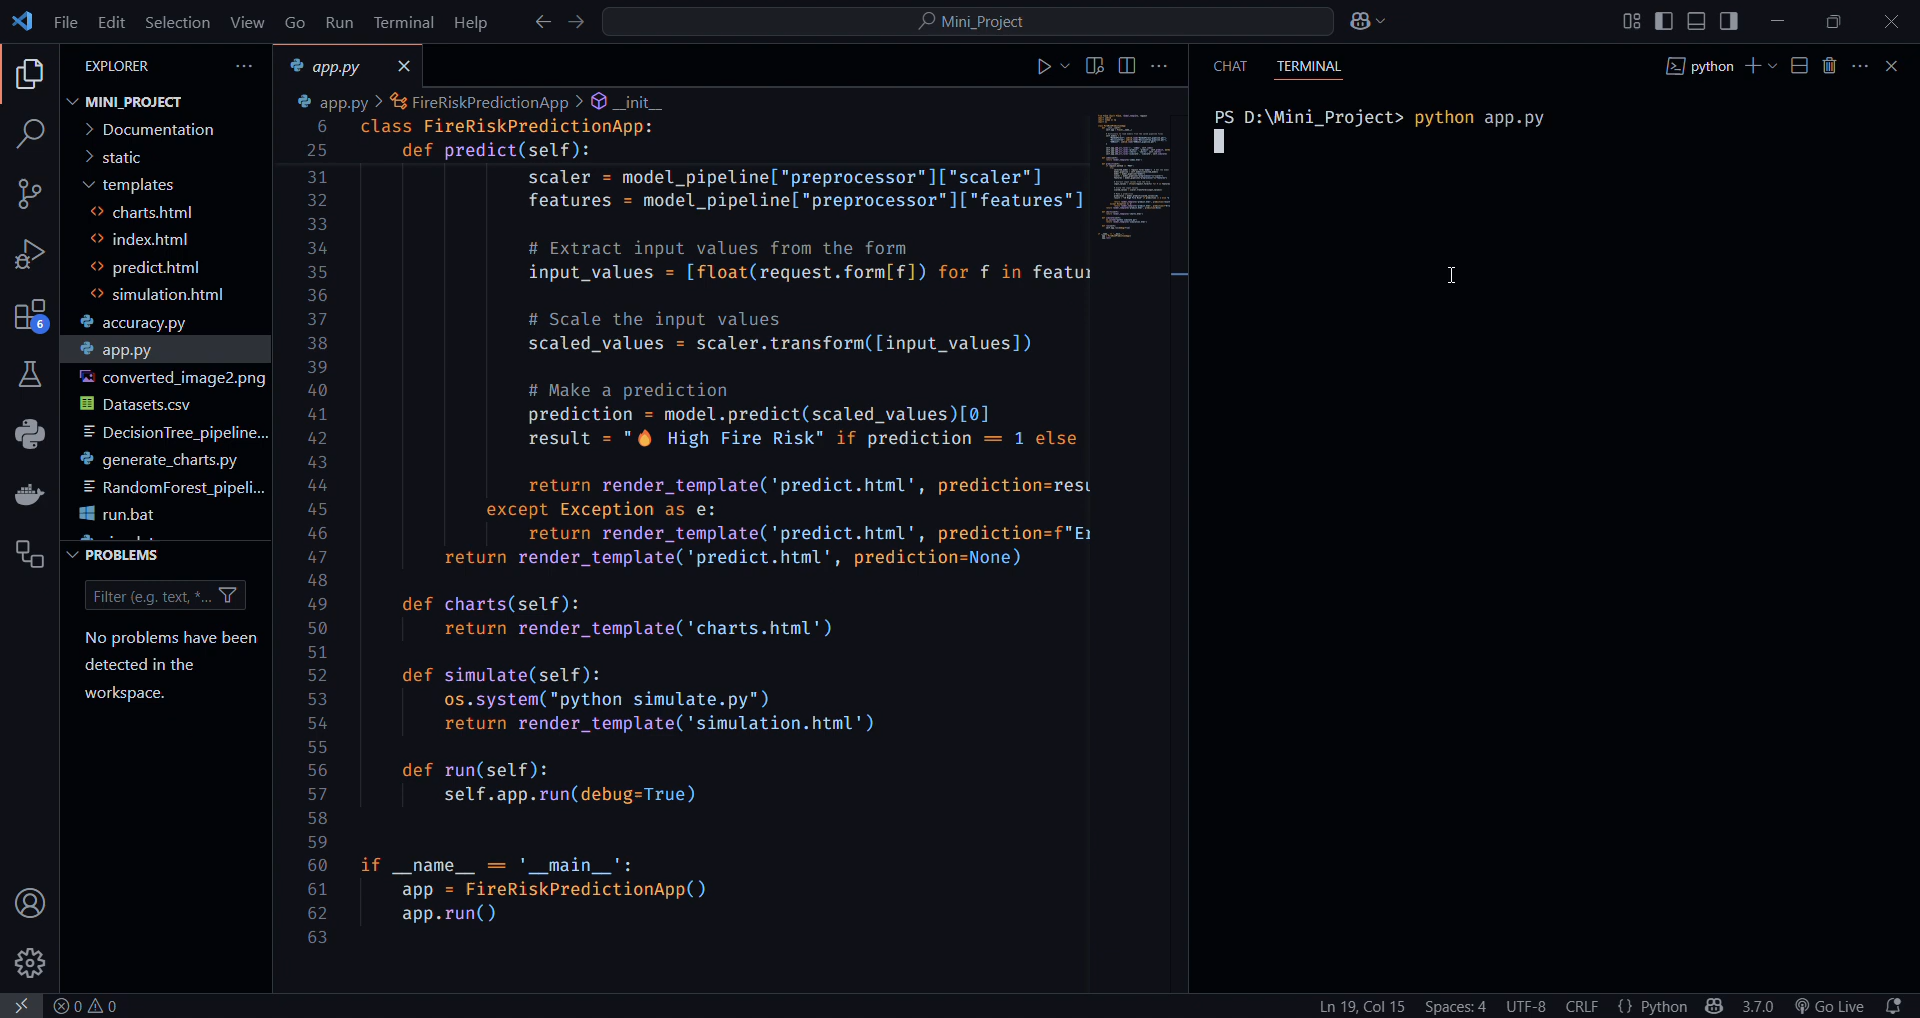 File Edit Selection View Go Run Terminal Help Mini_Project
EXPLORER
MINI_PROJECT
Documentation
static
templates
charts.html
index.html
predict.html
simulation.html
accuracy.py
app.py
converted_image2.png
Datasets.csv
DecisionTree_pipeline...
generate_charts.py
RandomForest_pipeli...
run.bat
6
PROBLEMS
Filter (e.g. text, *...
No problems have been
detected in the
workspace.
app.py
app.py > FireRiskPredictionApp > __init__
6 class FireRiskPredictionApp:
25 def predict(self):
31 scaler = model_pipeline["preprocessor"]["scaler"]
32 features = model_pipeline["preprocessor"]["features"]
33
34 # Extract input values from the form
35 input_values = [float(request.form[f]) for f in featur
36
37 # Scale the input values
38 scaled_values = scaler.transform([input_values])
39
40 # Make a prediction
41 prediction = model.predict(scaled_values)[0]
42 result = "🔥 High Fire Risk" if prediction == 1 else
43
44 return render_template('predict.html', prediction=resu
45 except Exception as e:
46 return render_template('predict.html', prediction=f"Er
47 return render_template('predict.html', prediction=None)
48
49 def charts(self):
50 return render_template('charts.html')
51
52 def simulate(self):
53 os.system("python simulate.py")
54 return render_template('simulation.html')
55
56 def run(self):
57 self.app.run(debug=True)
58
59
60 if __name__ == '__main__':
61 app = FireRiskPredictionApp()
62 app.run()
63
CHAT TERMINAL python
PS D:\Mini_Project> python app.py
0 0 Ln 19, Col 15 Spaces: 4 UTF-8 CRLF {} Python 3.7.0 Go Live